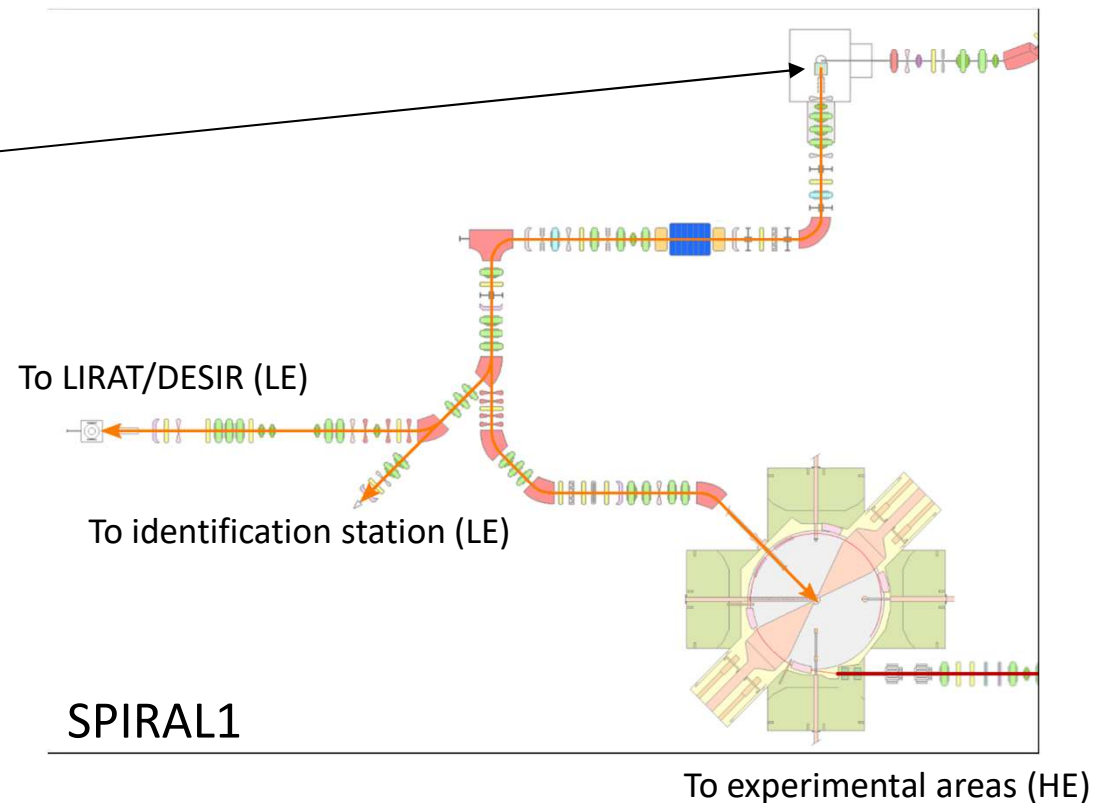 To LIRAT/DESIR (LE)
To identification station (LE)
SPIRAL1
To experimental areas (HE)